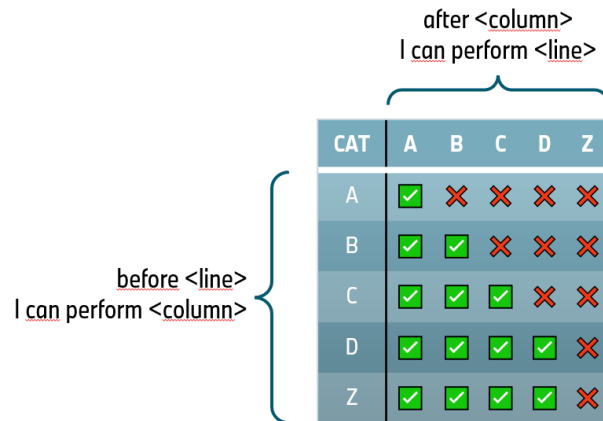 after <column>
I can perform <line>
CAT A B C D Z
A
B
before <line>
I can perform <column>
C
D
Z